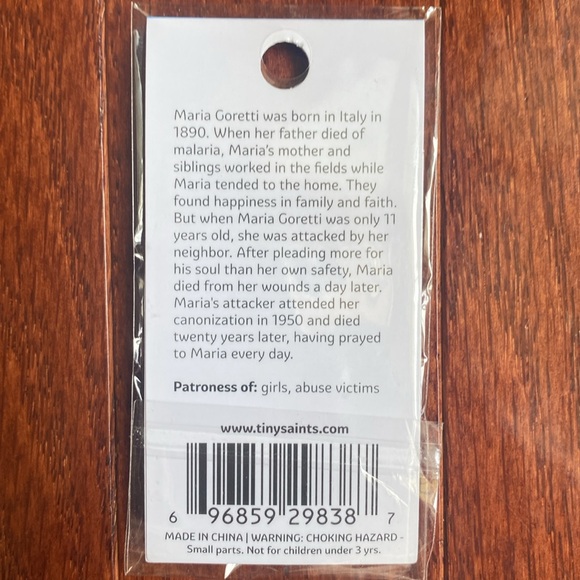 Maria Goretti was born in Italy in
1890. When her father died of
malaria, Maria's mother and
siblings worked in the fields while
Maria tended to the home. They
found happiness in family and faith.
But when Maria Goretti was only 11
years old, she was attacked by her
neighbor. After pleading more for
his soul than her own safety, Maria
died from her wounds a day later.
Maria's attacker attended her
canonization in 1950 and died
twenty years later, having prayed
to Maria every day.
Patroness of: girls, abuse victims
www.tinysaints.com
6 96859 29838 7
MADE IN CHINA | WARNING: CHOKING HAZARD -
Small parts. Not for children under 3 yrs.